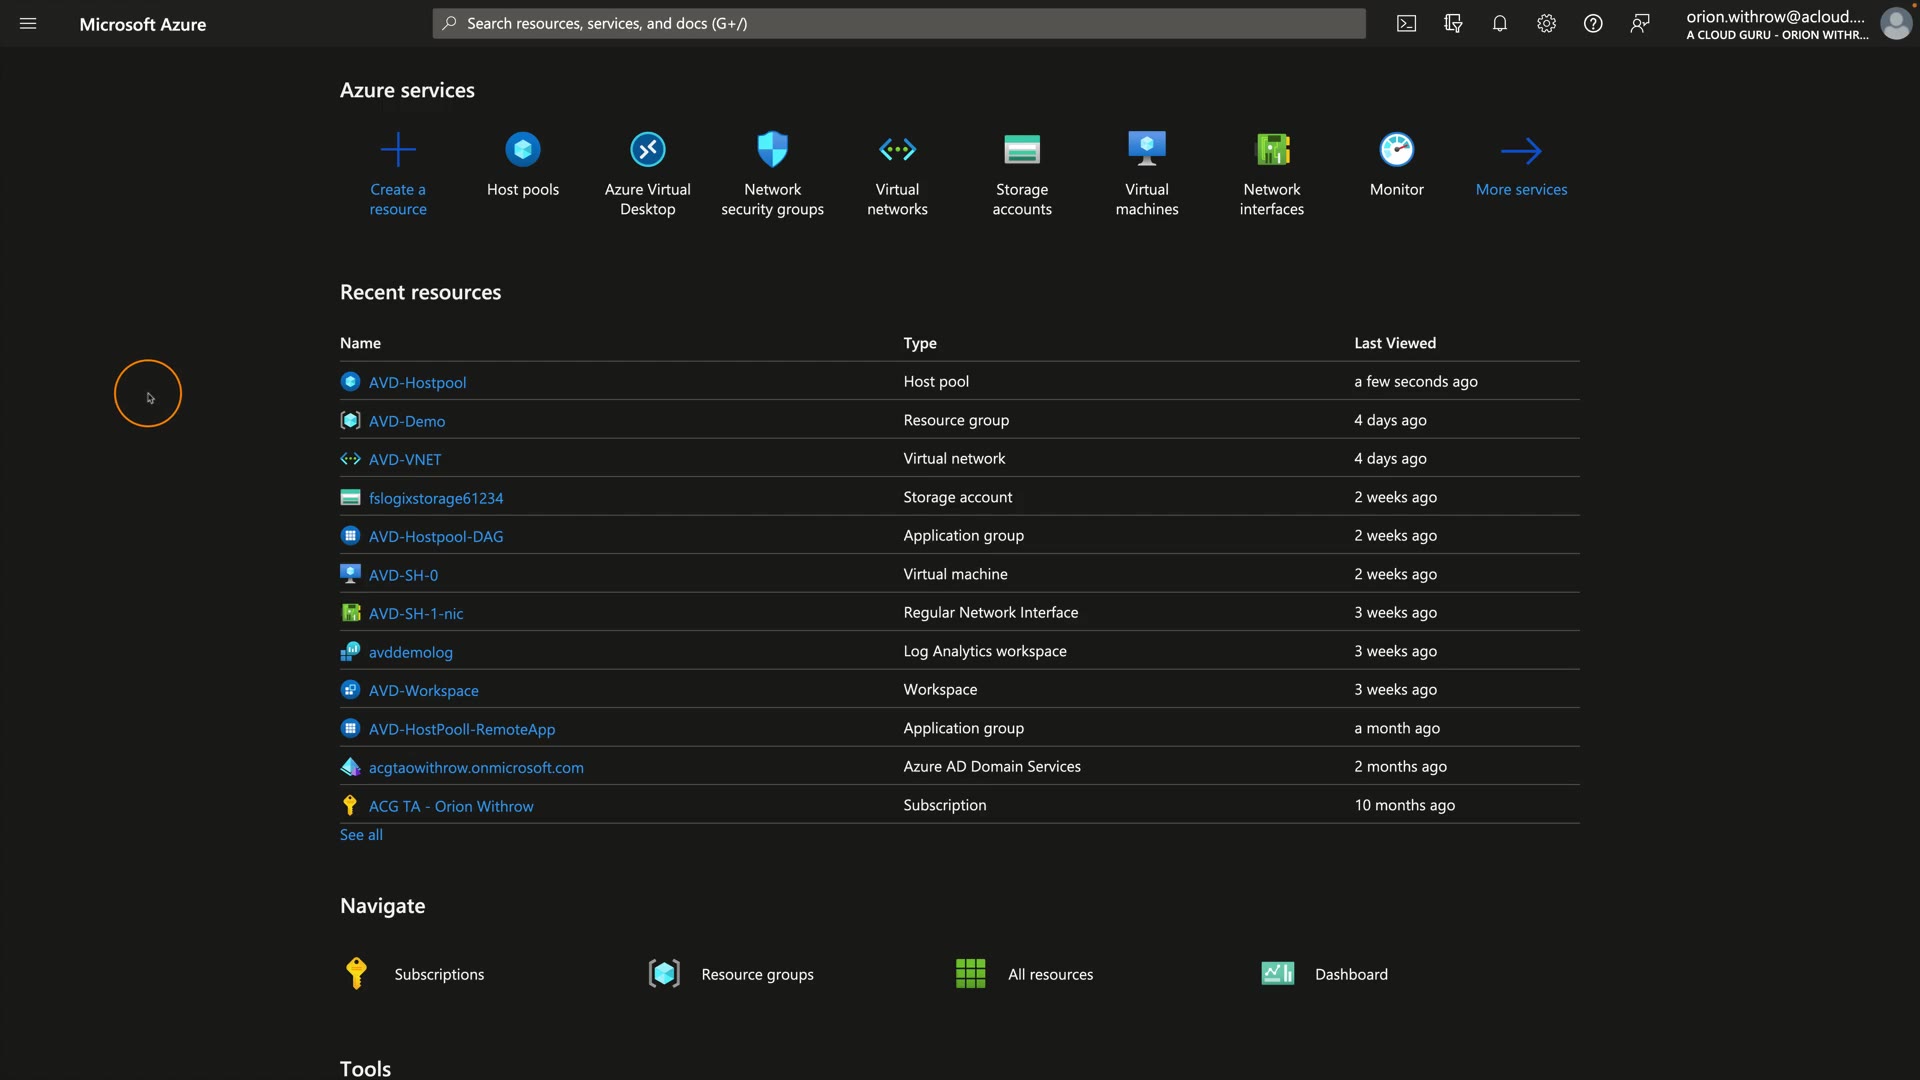 Microsoft Azure
Search resources, services, and docs (G+/)
orion.withrow@acloud....
A CLOUD GURU - ORION WITHR...
Azure services
Create a
resource
Host pools
Azure Virtual
Desktop
Network
security groups
Virtual
networks
Storage
accounts
Virtual
machines
Network
interfaces
Monitor
More services
Recent resources
Name Type Last Viewed
AVD-Hostpool Host pool a few seconds ago
AVD-Demo Resource group 4 days ago
AVD-VNET Virtual network 4 days ago
fslogixstorage61234 Storage account 2 weeks ago
AVD-Hostpool-DAG Application group 2 weeks ago
AVD-SH-0 Virtual machine 2 weeks ago
AVD-SH-1-nic Regular Network Interface 3 weeks ago
avddemolog Log Analytics workspace 3 weeks ago
AVD-Workspace Workspace 3 weeks ago
AVD-HostPooll-RemoteApp Application group a month ago
acgtaowithrow.onmicrosoft.com Azure AD Domain Services 2 months ago
ACG TA - Orion Withrow Subscription 10 months ago
See all
Navigate
Subscriptions Resource groups All resources Dashboard
Tools